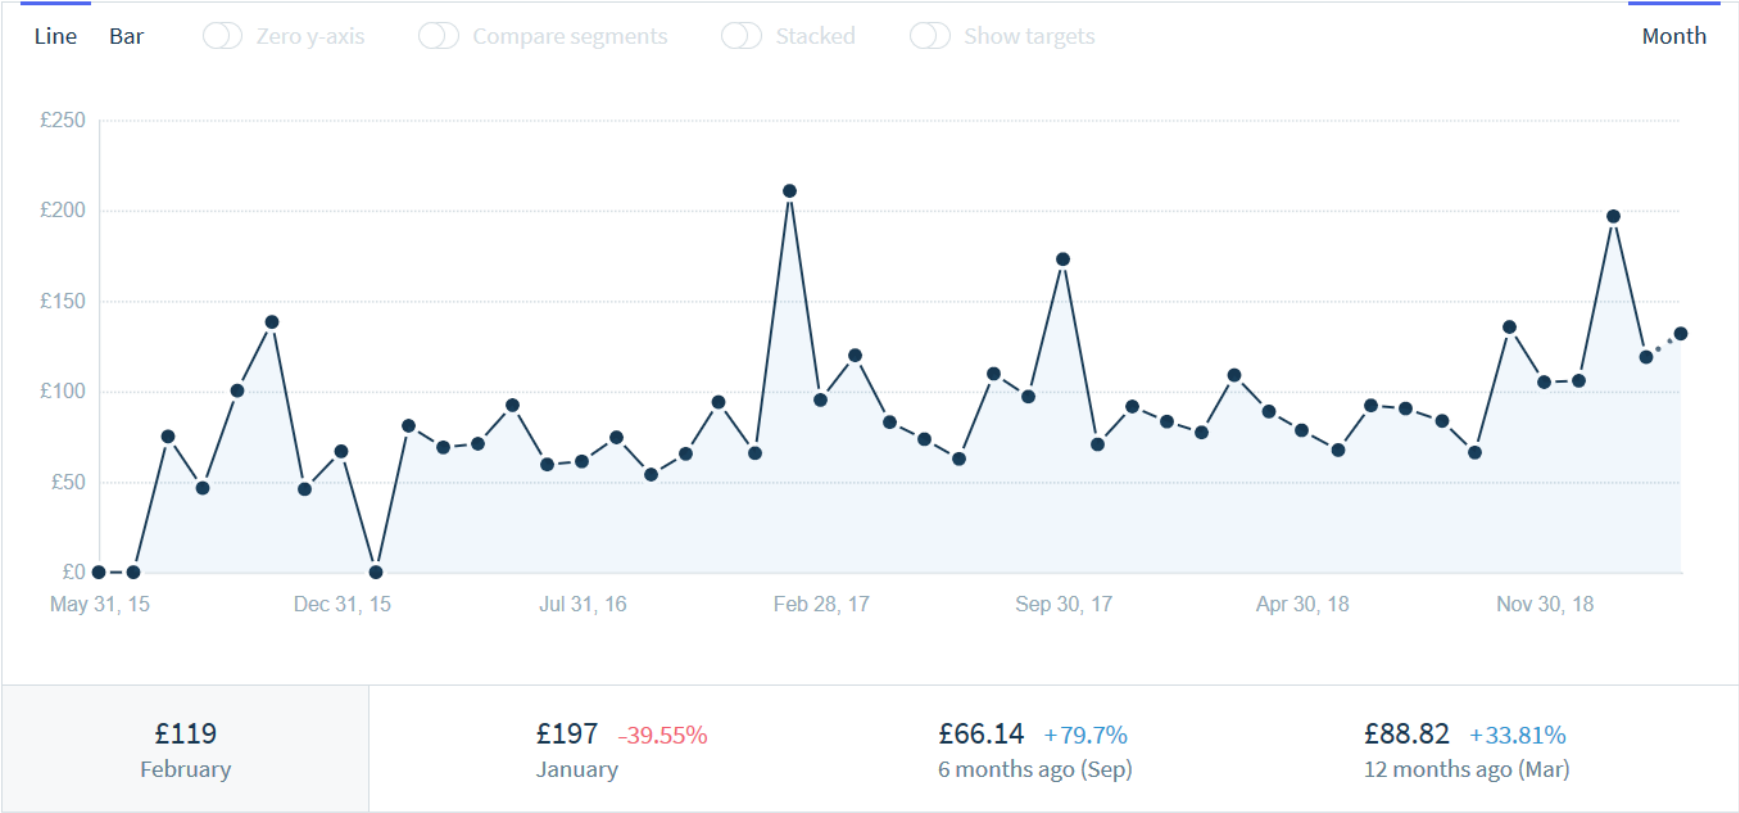 Line Bar Zero y-axis Compare segments Stacked Show targets Month
£250
£200
£150
£100
£50
£0
May 31, 15 Dec 31, 15 Jul 31, 16 Feb 28, 17 Sep 30, 17 Apr 30, 18 Nov 30, 18
£119 £197 -39.55% £66.14 +79.7% £88.82 +33.81%
February January 6 months ago (Sep) 12 months ago (Mar)